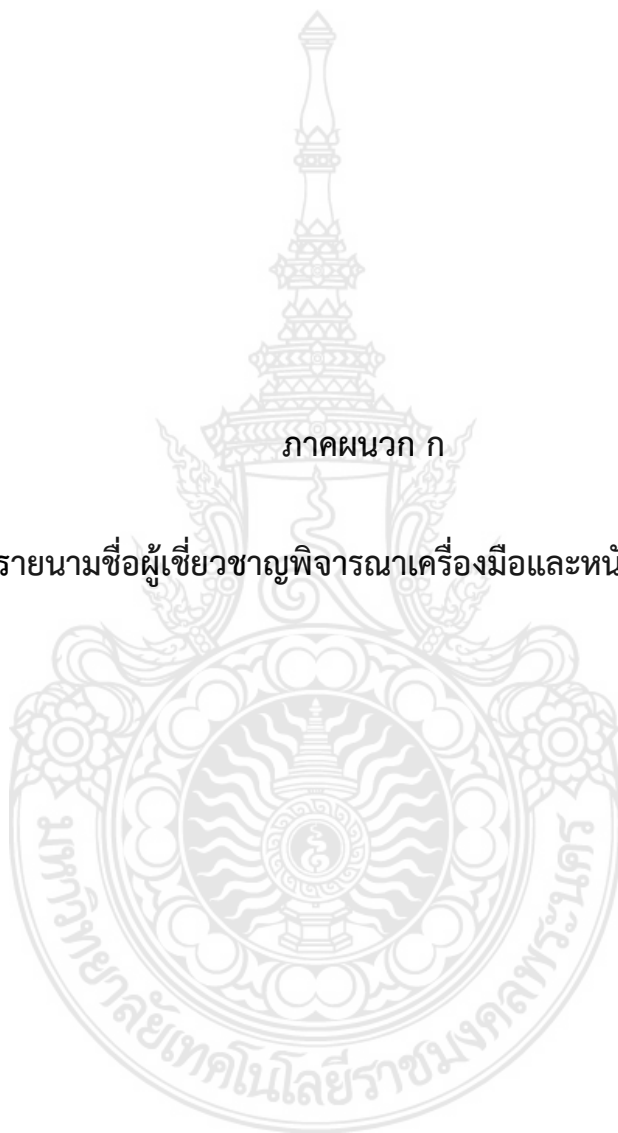 ภาคผนวก ก
รายนามชื่อผู้เชี่ยวชาญพิจารณาเครื่องมือและหนั
มหาวิทยาลัยเทคโนโลยีราชมงคลพระนคร